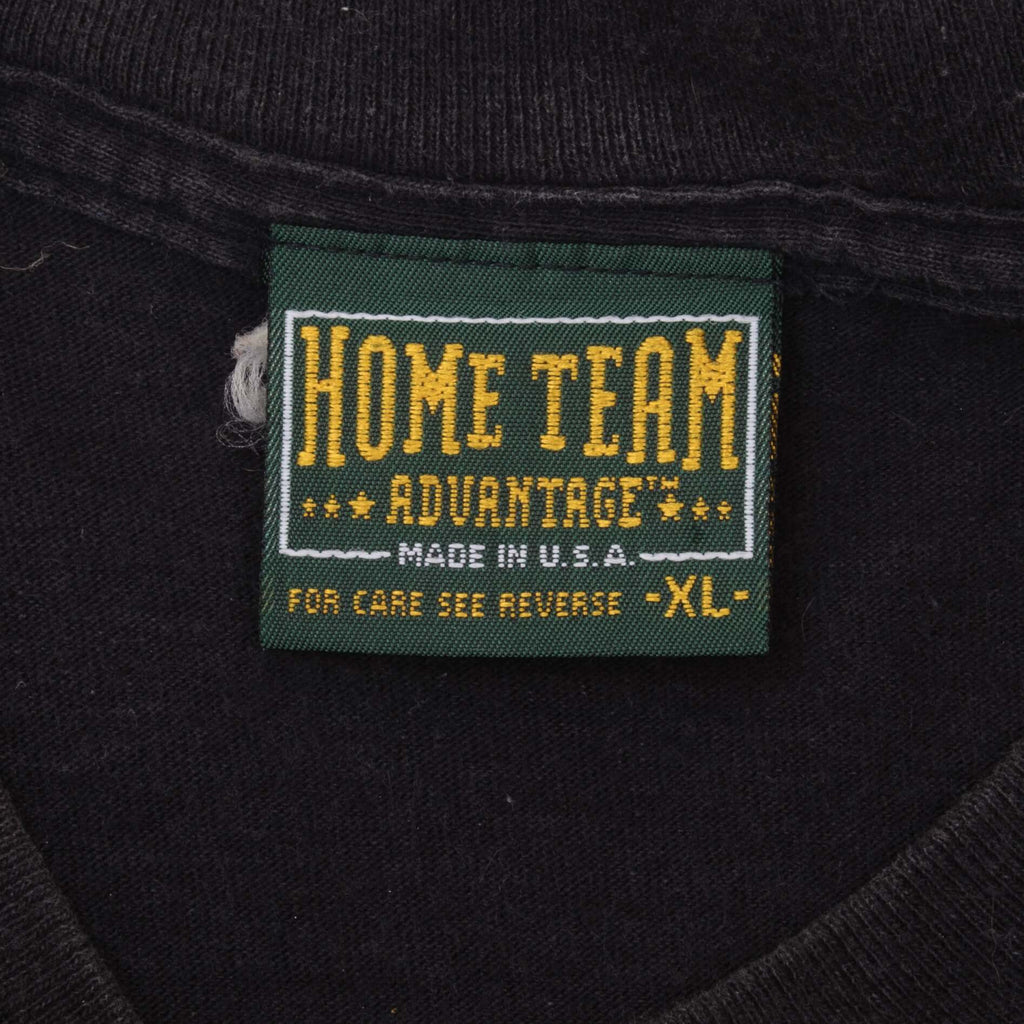 HOME TEAM
ADVANTAGE™
MADE IN U.S.A.
FOR CARE SEE REVERSE -XL-